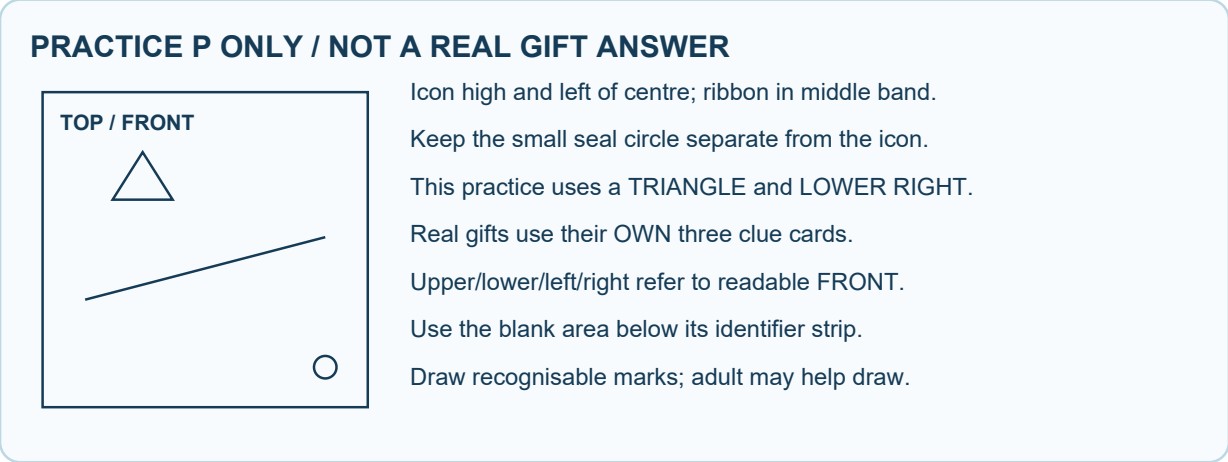 PRACTICE P ONLY / NOT A REAL GIFT ANSWER
TOP / FRONT
Icon high and left of centre; ribbon in middle band.
Keep the small seal circle separate from the icon.
This practice uses a TRIANGLE and LOWER RIGHT.
Real gifts use their OWN three clue cards.
Upper/lower/left/right refer to readable FRONT.
Use the blank area below its identifier strip.
Draw recognisable marks; adult may help draw.